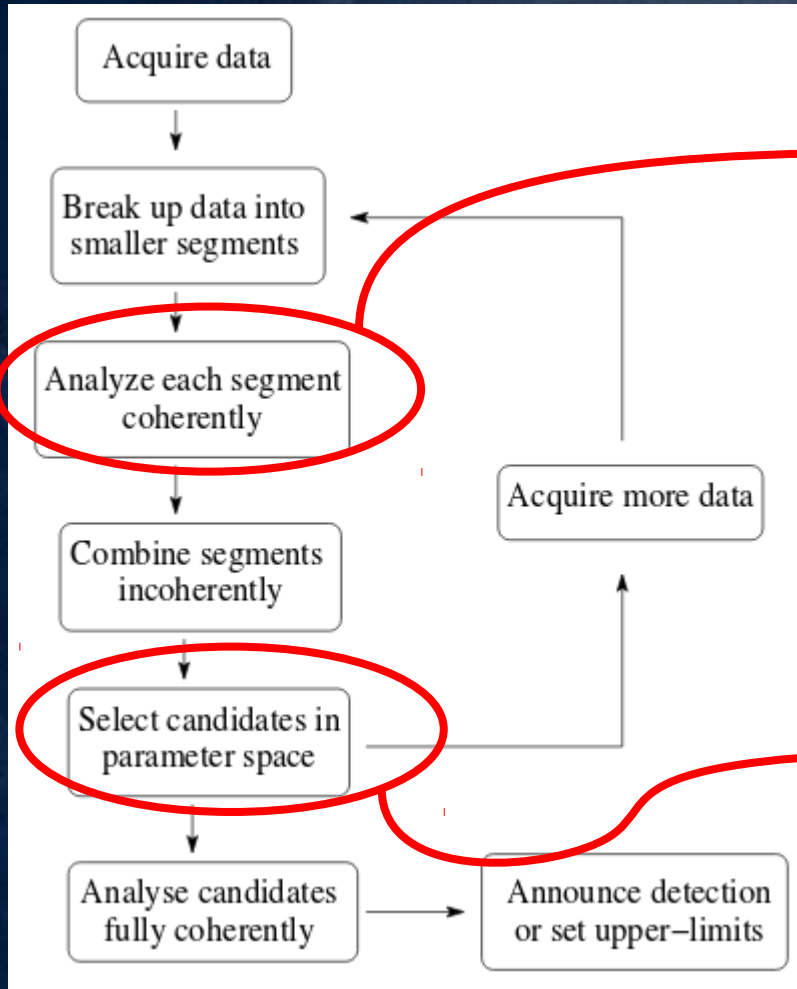 Acquire data
Break up data into
smaller segments
Analyze each segment
coherently
Acquire more data
Combine segments
incoherently
Select candidates in
parameter space
Analyse candidates
fully coherently
Announce detection
or set upper−limits